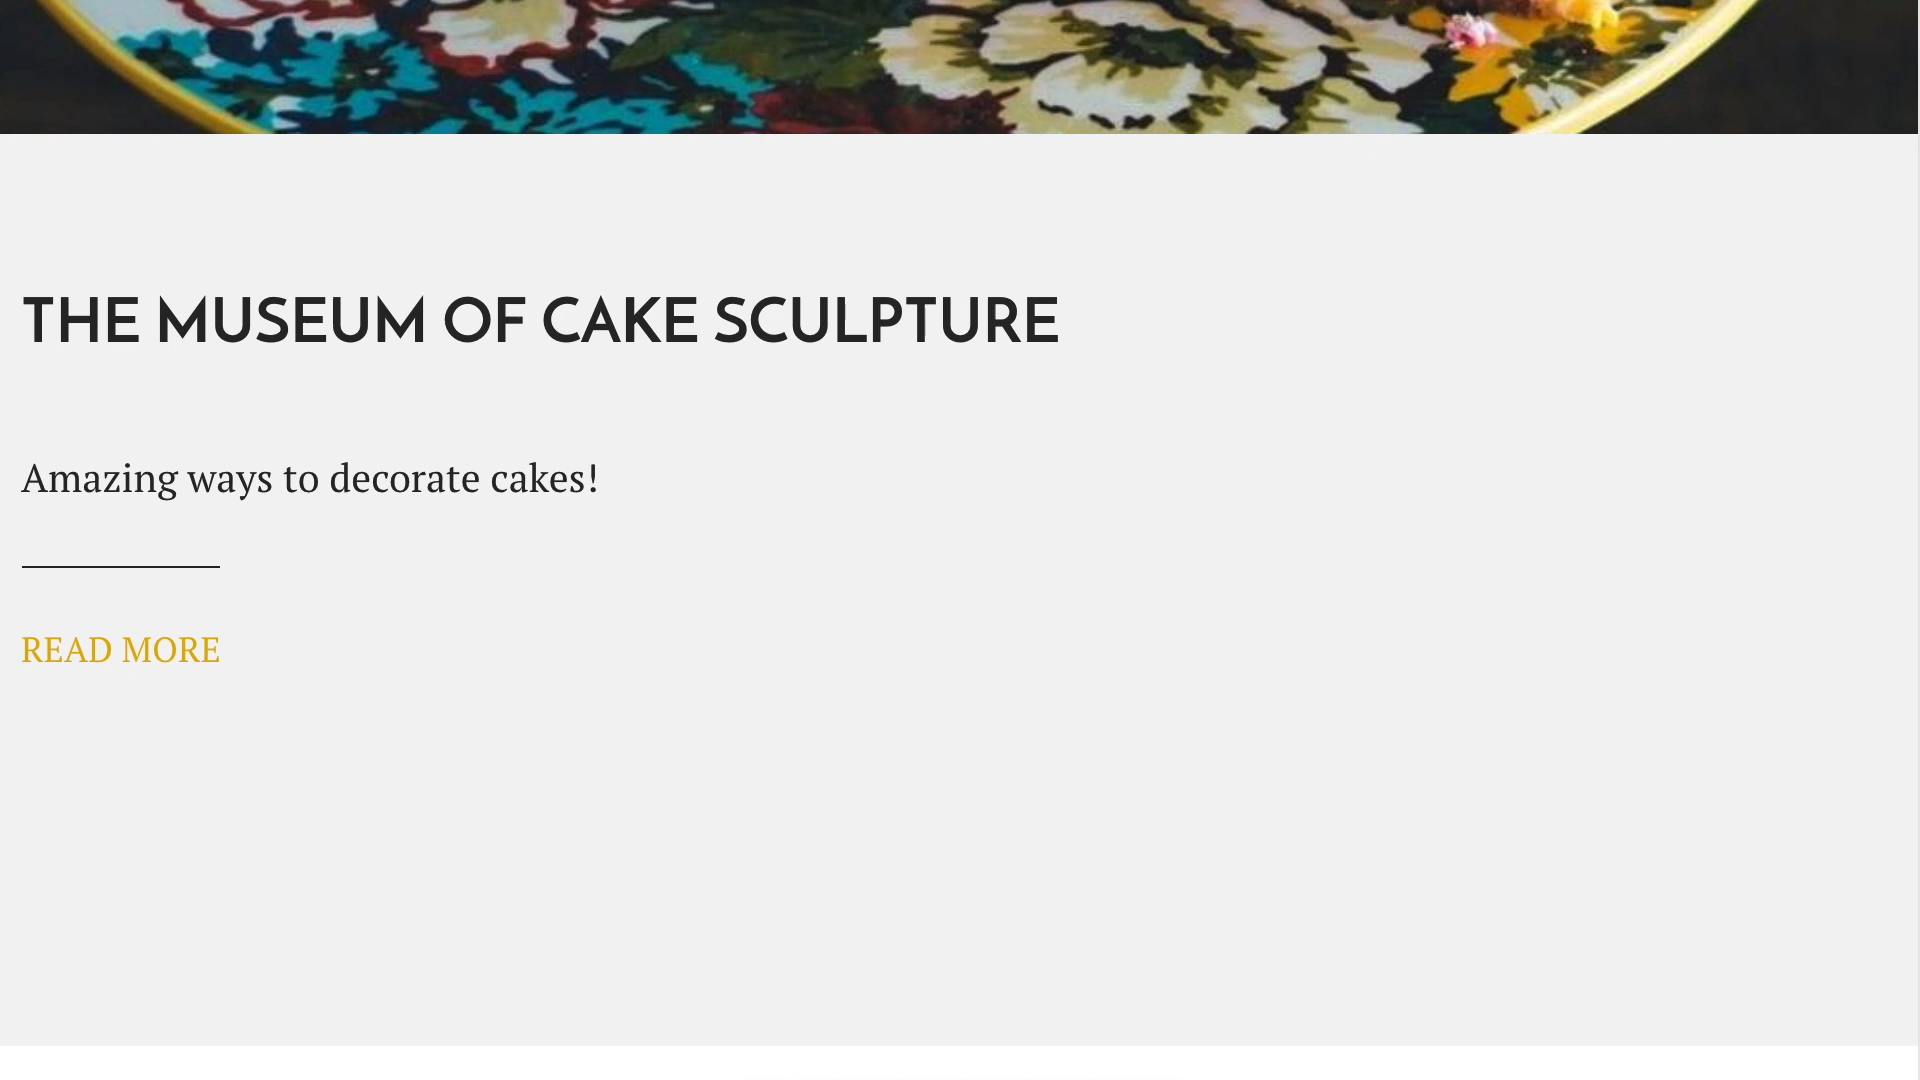 THE MUSEUM OF CAKE SCULPTURE
Amazing ways to decorate cakes!
READ MORE